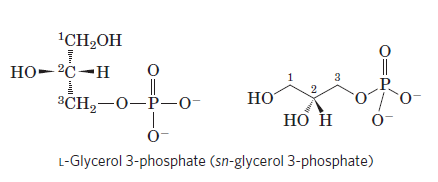 ¹CH₂OH
HO ²C H O
³CH₂—O—P—O⁻
O⁻
O
1 2 3
HO O P O⁻
HO H O⁻
L-Glycerol 3-phosphate (sn-glycerol 3-phosphate)